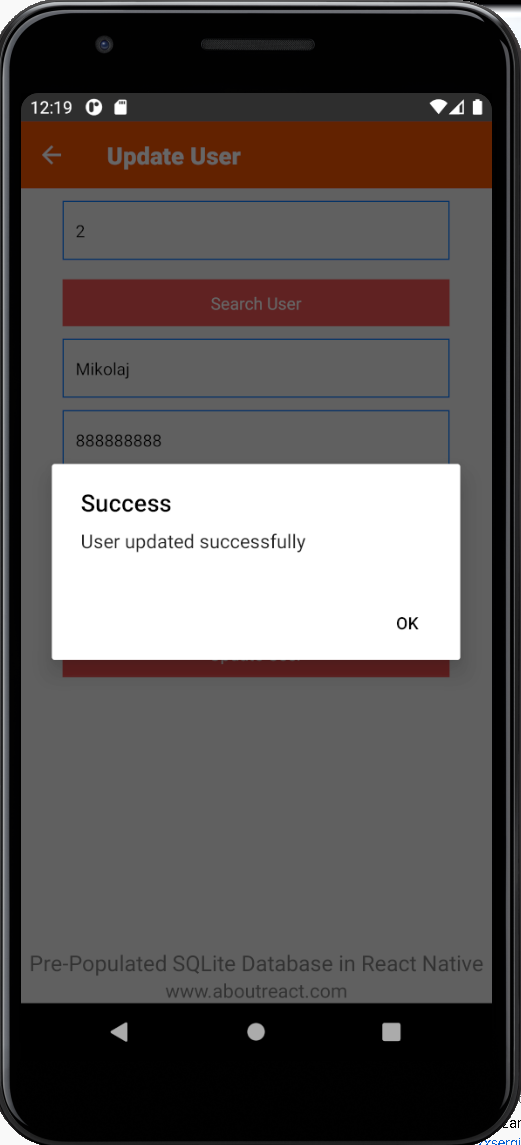 12:19
Update User
2
Search User
Mikolaj
888888888
Success
User updated successfully
OK
Pre-Populated SQLite Database in React Native
www.aboutreact.com